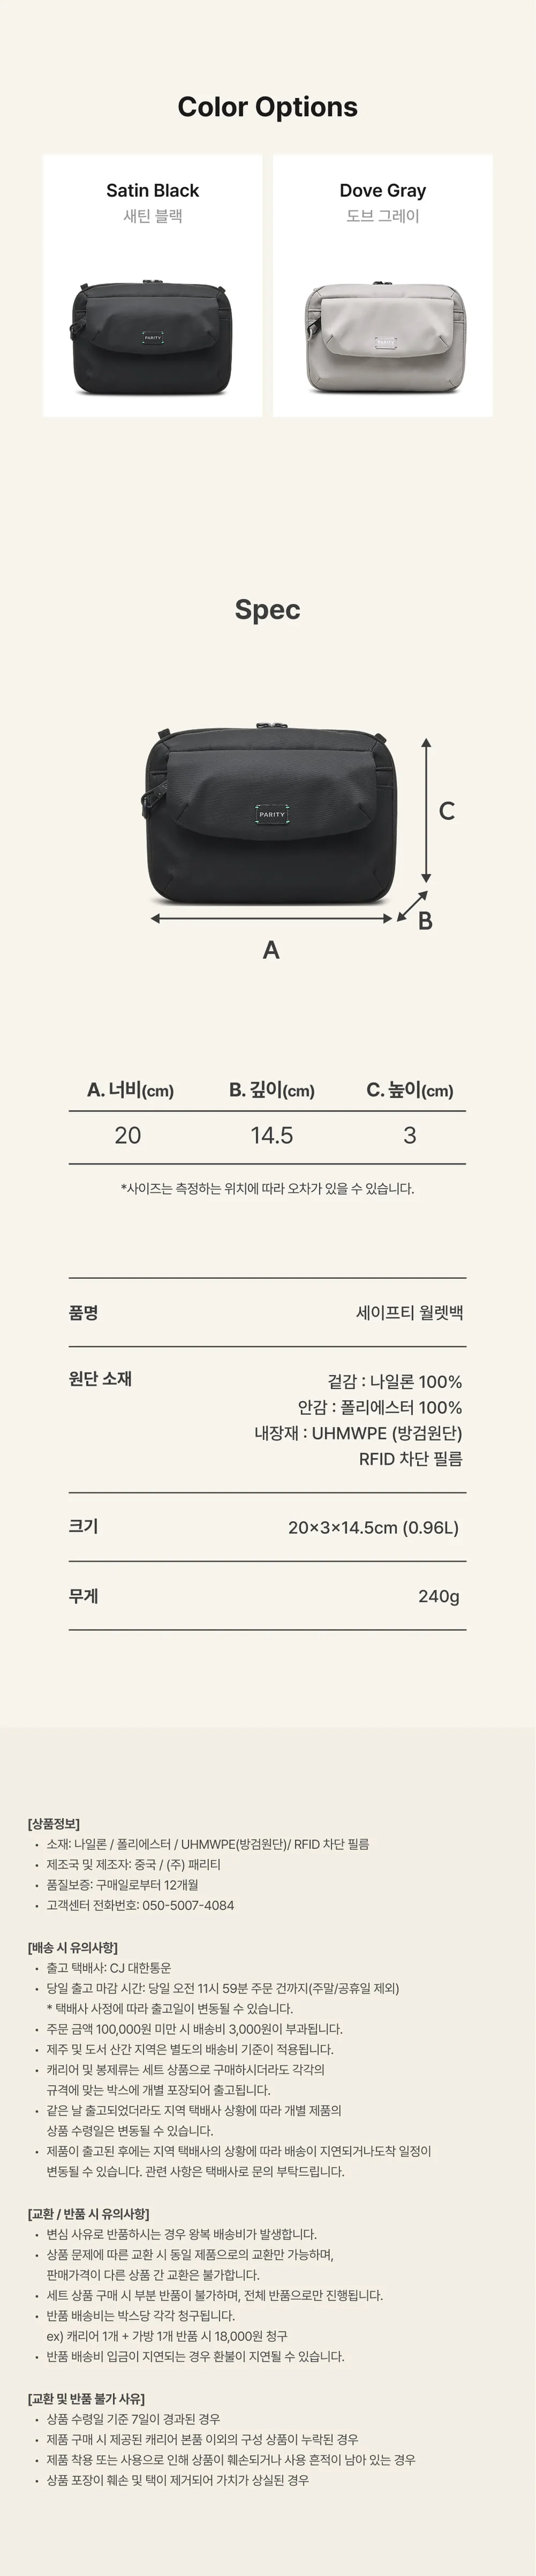 Color Options
Satin Black
새틴 블랙
Dove Gray
도브 그레이
PARITY
PARITY
Spec
PARITY
C
B
A
A. 너비(cm) B. 깊이(cm) C. 높이(cm)
20 14.5 3
*사이즈는 측정하는 위치에 따라 오차가 있을 수 있습니다.
품명 세이프티 월렛백
원단 소재 겉감 : 나일론 100%
안감 : 폴리에스터 100%
내장재 : UHMWPE (방검원단)
RFID 차단 필름
크기 20×3×14.5cm (0.96L)
무게 240g
[상품정보]
• 소재: 나일론 / 폴리에스터 / UHMWPE(방검원단)/ RFID 차단 필름
• 제조국 및 제조자: 중국 / (주) 패리티
• 품질보증: 구매일로부터 12개월
• 고객센터 전화번호: 050-5007-4084
[배송 시 유의사항]
• 출고 택배사: CJ 대한통운
• 당일 출고 마감 시간: 당일 오전 11시 59분 주문 건까지(주말/공휴일 제외)
* 택배사 사정에 따라 출고일이 변동될 수 있습니다.
• 주문 금액 100,000원 미만 시 배송비 3,000원이 부과됩니다.
• 제주 및 도서 산간 지역은 별도의 배송비 기준이 적용됩니다.
• 캐리어 및 봉제류는 세트 상품으로 구매하시더라도 각각의
규격에 맞는 박스에 개별 포장되어 출고됩니다.
• 같은 날 출고되었더라도 지역 택배사 상황에 따라 개별 제품의
상품 수령일은 변동될 수 있습니다.
• 제품이 출고된 후에는 지역 택배사의 상황에 따라 배송이 지연되거나도착 일정이
변동될 수 있습니다. 관련 사항은 택배사로 문의 부탁드립니다.
[교환 / 반품 시 유의사항]
• 변심 사유로 반품하시는 경우 왕복 배송비가 발생합니다.
• 상품 문제에 따른 교환 시 동일 제품으로의 교환만 가능하며,
판매가격이 다른 상품 간 교환은 불가합니다.
• 세트 상품 구매 시 부분 반품이 불가하며, 전체 반품으로만 진행됩니다.
• 반품 배송비는 박스당 각각 청구됩니다.
ex) 캐리어 1개 + 가방 1개 반품 시 18,000원 청구
• 반품 배송비 입금이 지연되는 경우 환불이 지연될 수 있습니다.
[교환 및 반품 불가 사유]
• 상품 수령일 기준 7일이 경과된 경우
• 제품 구매 시 제공된 캐리어 본품 이외의 구성 상품이 누락된 경우
• 제품 착용 또는 사용으로 인해 상품이 훼손되거나 사용 흔적이 남아 있는 경우
• 상품 포장이 훼손 및 택이 제거되어 가치가 상실된 경우